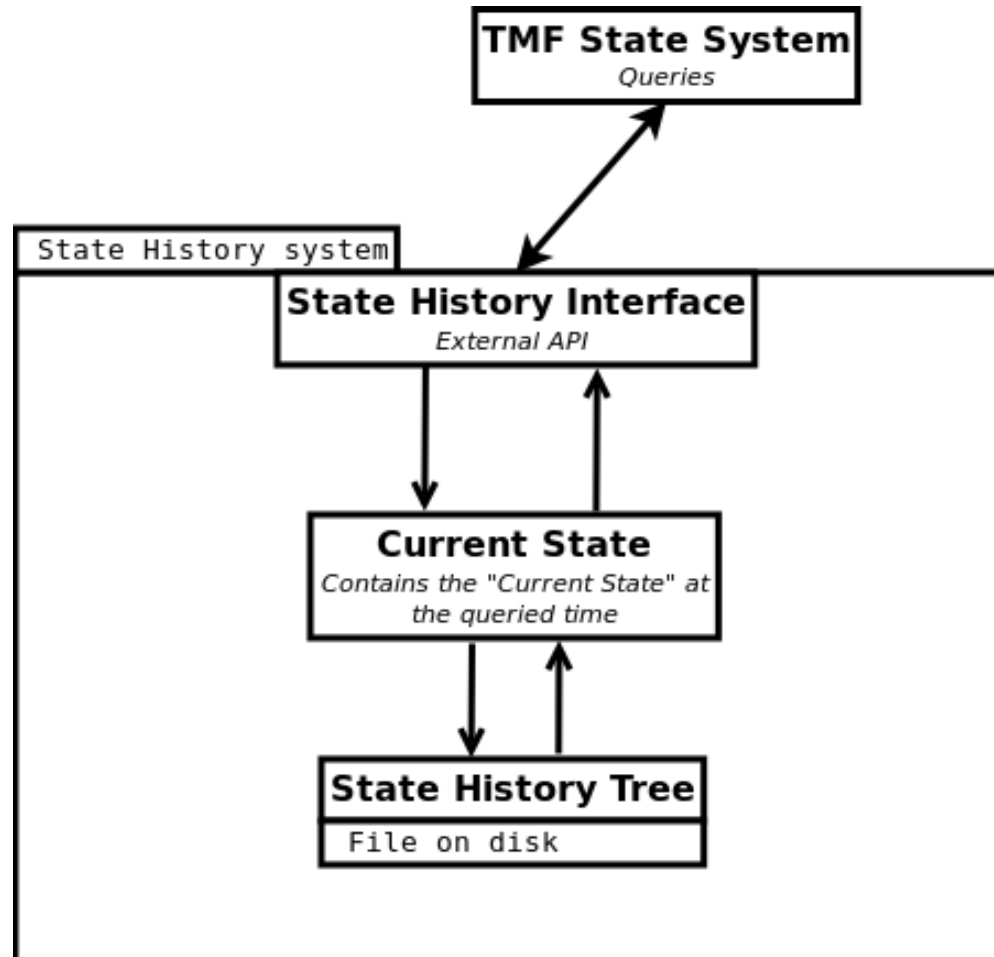 TMF State System
Queries
State History system
State History Interface
External API
Current State
Contains the "Current State" at
the queried time
State History Tree
File on disk